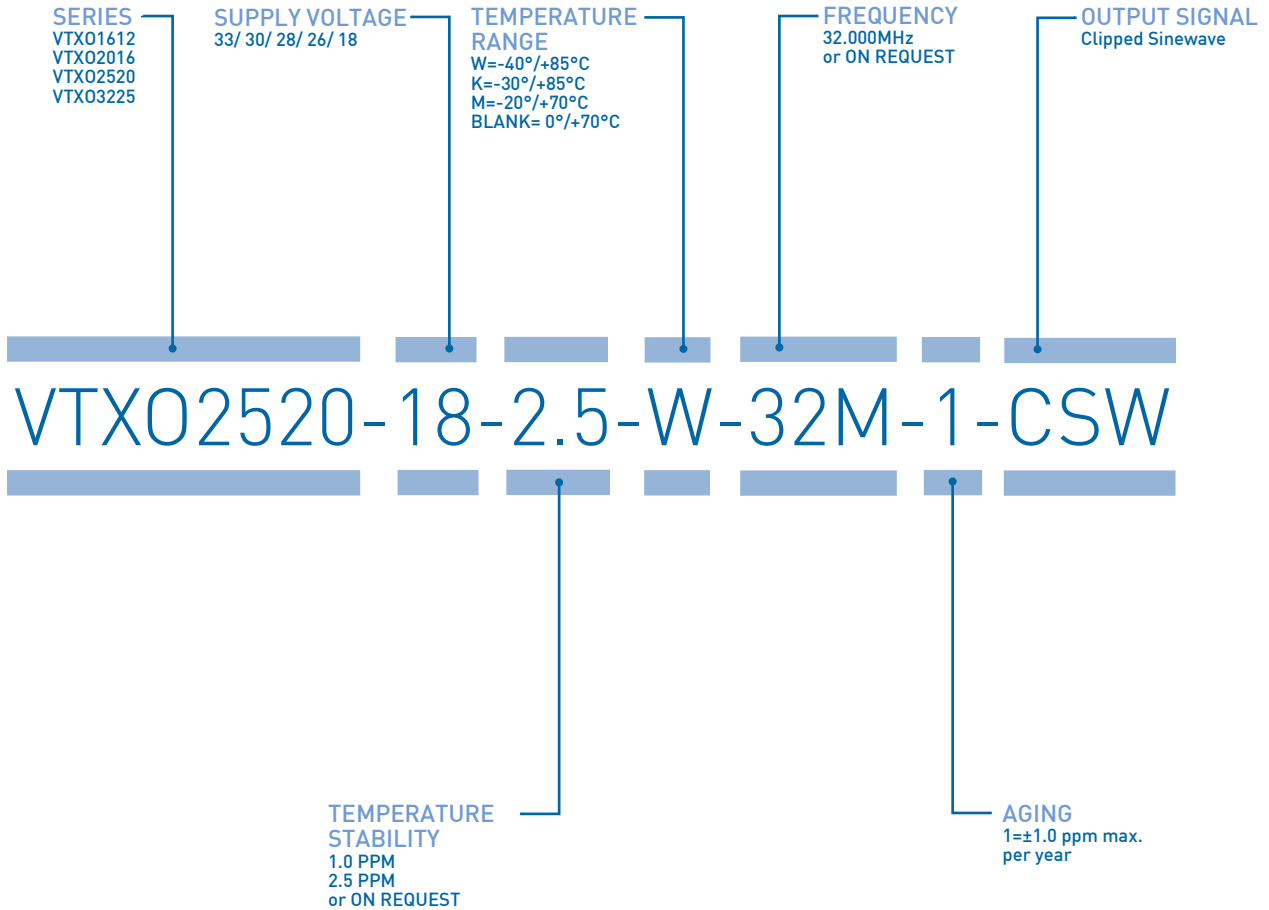 SERIES
VTXO1612
VTXO2016
VTXO2520
VTXO3225
SUPPLY VOLTAGE
33/ 30/ 28/ 26/ 18
TEMPERATURE
RANGE
W=-40°/+85°C
K=-30°/+85°C
M=-20°/+70°C
BLANK= 0°/+70°C
FREQUENCY
32.000MHz
or ON REQUEST
OUTPUT SIGNAL
Clipped Sinewave
VTXO2520-18-2.5-W-32M-1-CSW
TEMPERATURE
STABILITY
1.0 PPM
2.5 PPM
or ON REQUEST
AGING
1=±1.0 ppm max.
per year